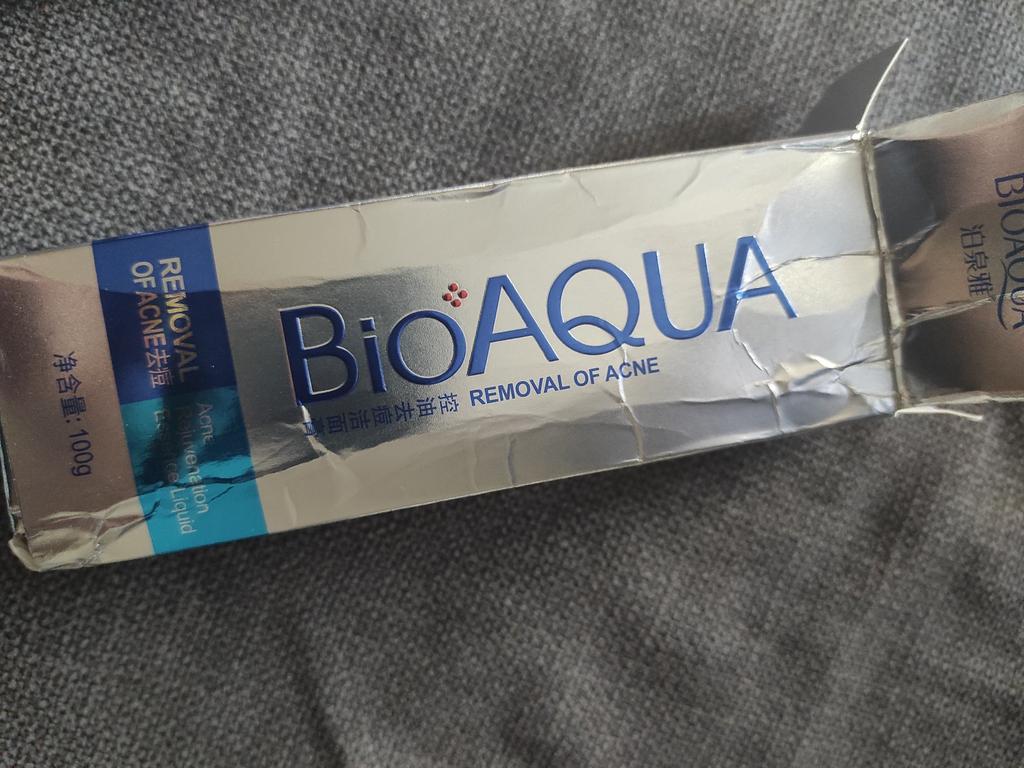 BIOAQUA
REMOVAL OF ACNE
控油去痘洁面膏
REMOVAL
OF ACNE去痘
Acne
Rejuvenation
Liquid
净含量: 100g
BIOAQUA
泊泉雅